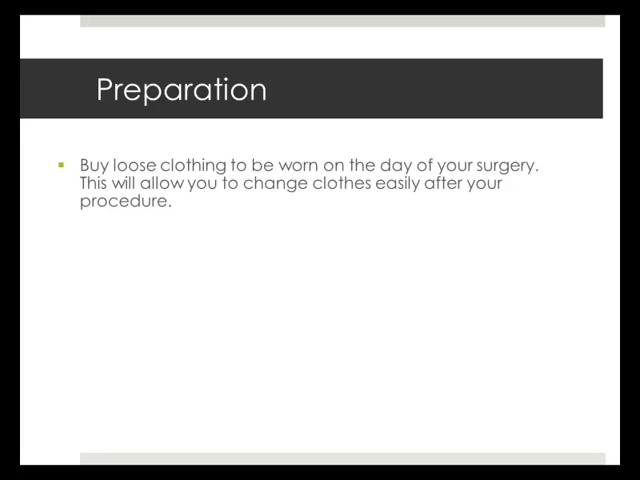 Preparation
Buy loose clothing to be worn on the day of your surgery.
This will allow you to change clothes easily after your
procedure.